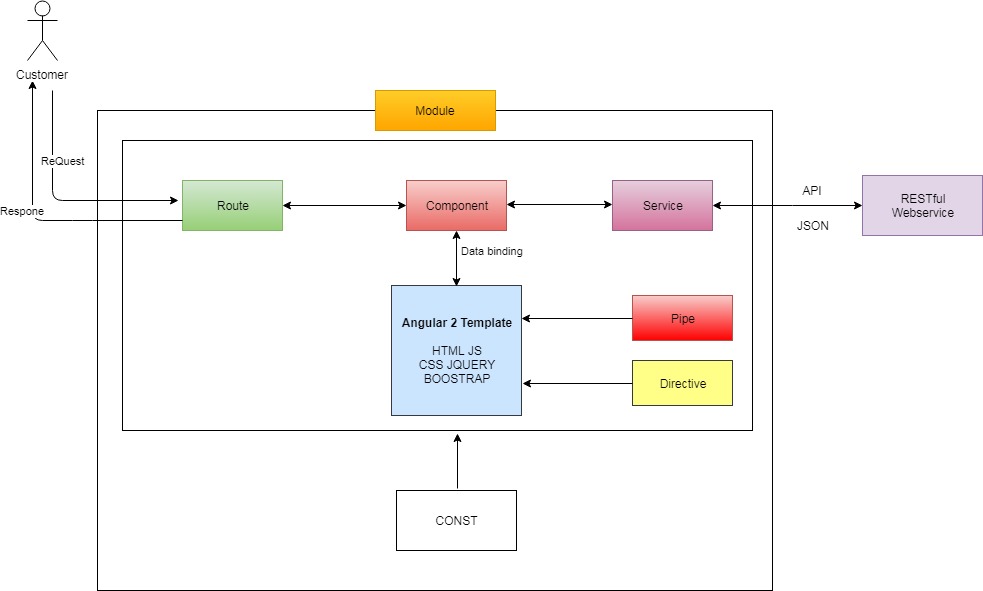 Customer
Module
ReQuest
Respone
Route
Component
Service
API
JSON
RESTful
Webservice
Data binding
Angular 2 Template
HTML JS
CSS JQUERY
BOOSTRAP
Pipe
Directive
CONST